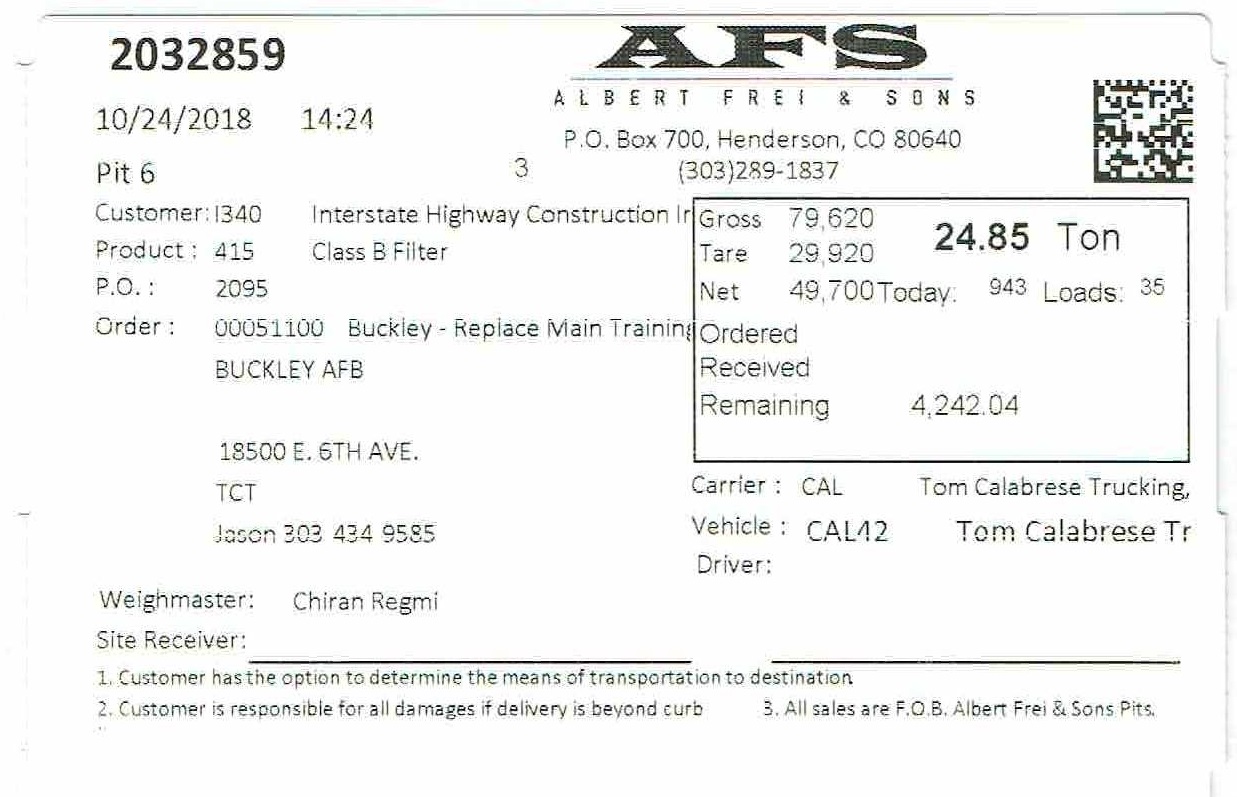 2032859
AFS
ALBERT FREI & SONS
10/24/2018 14:24
P.O. Box 700, Henderson, CO 80640
Pit 6 3 (303)289-1837
Customer: I340 Interstate Highway Construction Ir
Product : 415 Class B Filter
P.O. : 2095
Order : 00051100 Buckley - Replace Main Training
BUCKLEY AFB
18500 E. 6TH AVE.
TCT
Jason 303 434 9585
Gross 79,620 24.85 Ton
Tare 29,920
Net 49,700 Today: 943 Loads: 35
Ordered
Received
Remaining 4,242.04
Carrier : CAL Tom Calabrese Trucking,
Vehicle : CAL42 Tom Calabrese Tr
Driver:
Weighmaster: Chiran Regmi
Site Receiver:
1. Customer has the option to determine the means of transportation to destination
2. Customer is responsible for all damages if delivery is beyond curb 3. All sales are F.O.B. Albert Frei & Sons Pits.